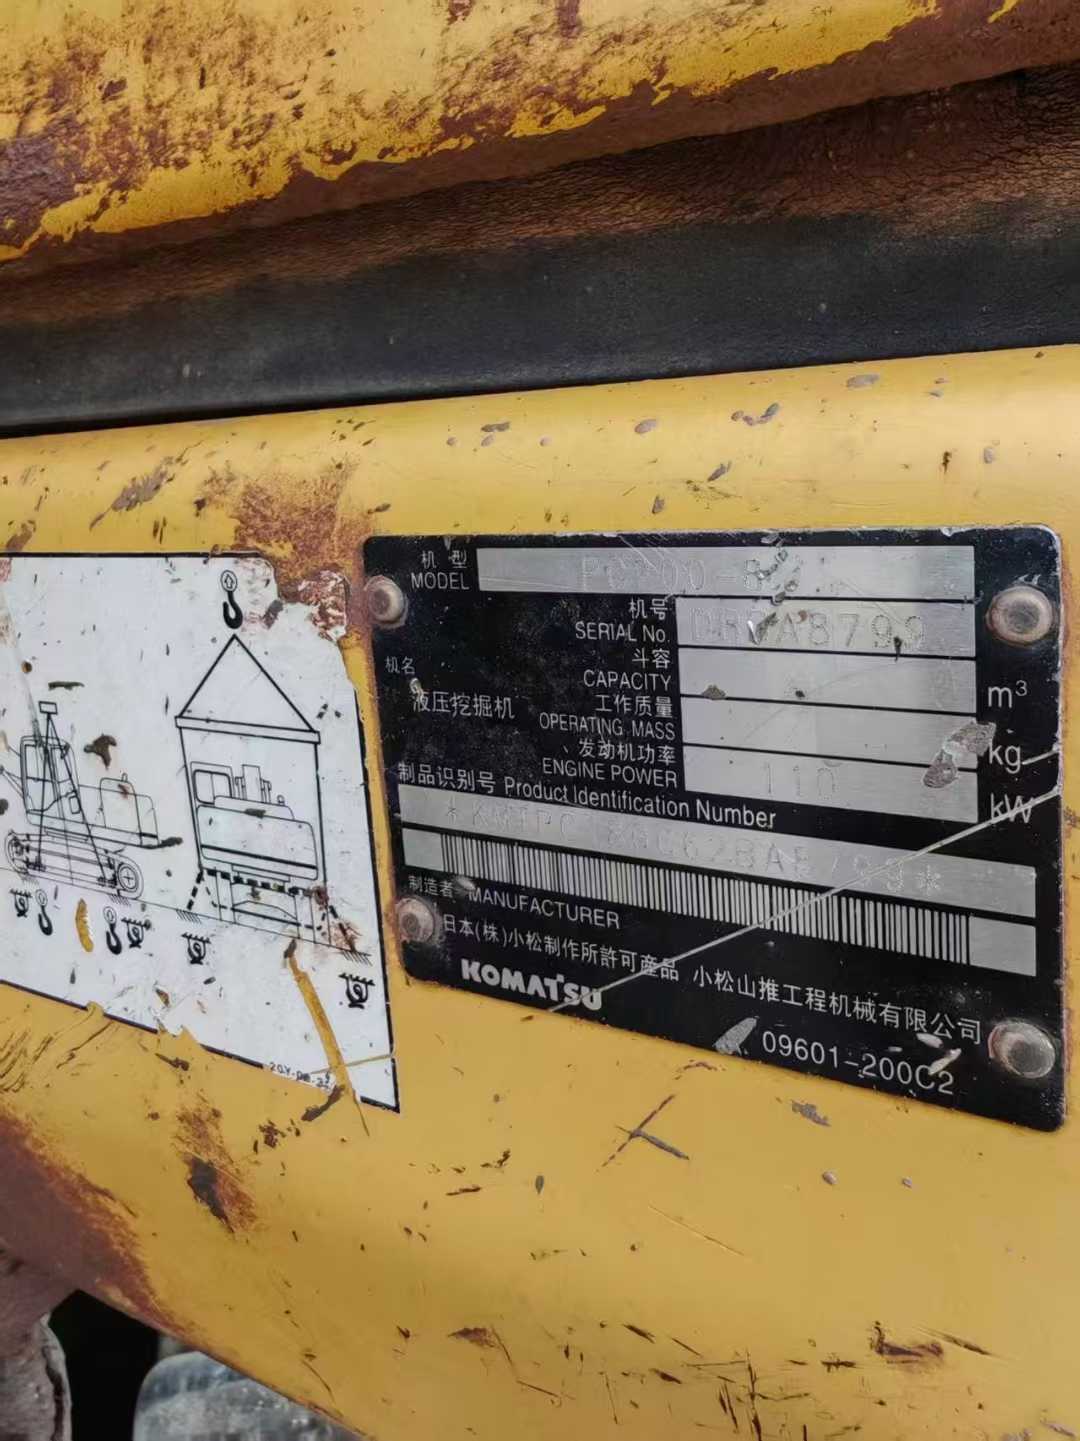 机型
MODEL PC200-8
机号
SERIAL No. DBBA8799
斗容
CAPACITY m³
机名
液压挖掘机
工作质量
OPERATING MASS kg
发动机功率
ENGINE POWER 110 kW
制品识别号 Product Identification Number
制造者 MANUFACTURER
日本(株)小松制作所許可産品 小松山推工程机械有限公司
KOMATSU
09601-200C2